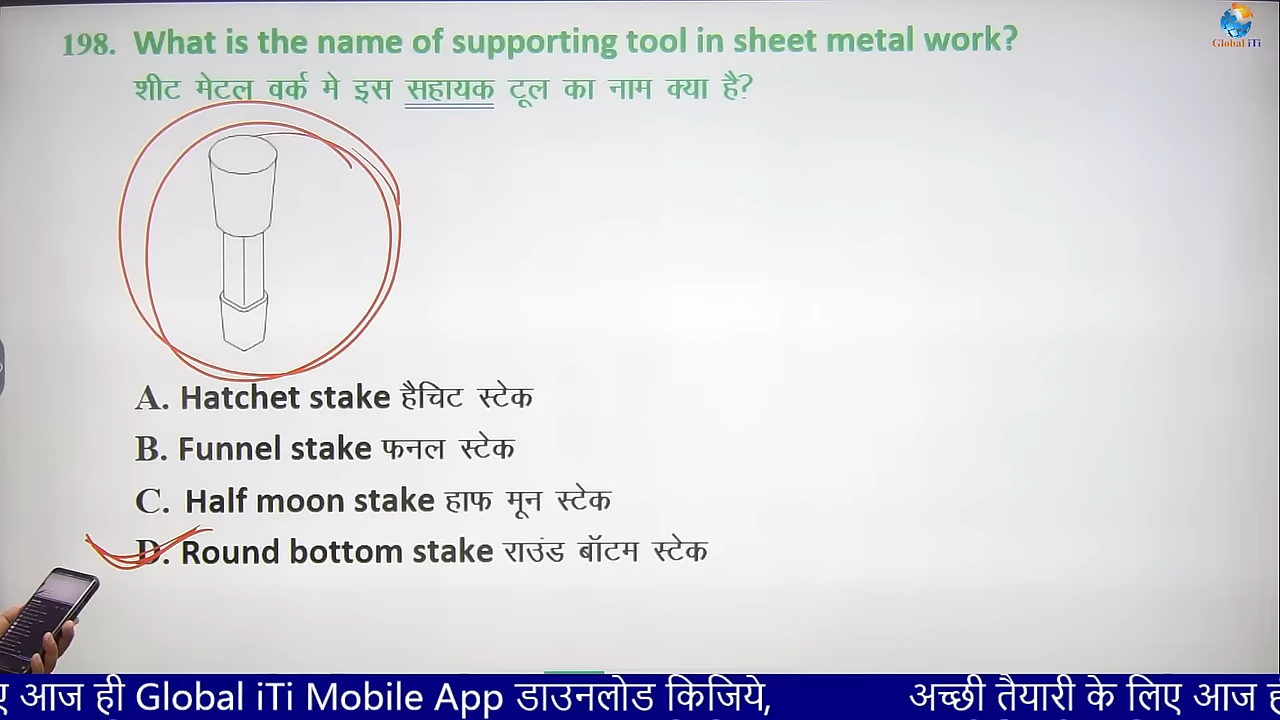 198. What is the name of supporting tool in sheet metal work?
Global iTi
शीट मेटल वर्क मे इस सहायक टूल का नाम क्या है?
A. Hatchet stake हैचिट स्टेक
B. Funnel stake फनल स्टेक
C. Half moon stake हाफ मून स्टेक
D. Round bottom stake राउंड बॉटम स्टेक
ए आज ही Global iTi Mobile App डाउनलोड किजिये, अच्छी तैयारी के लिए आज ह